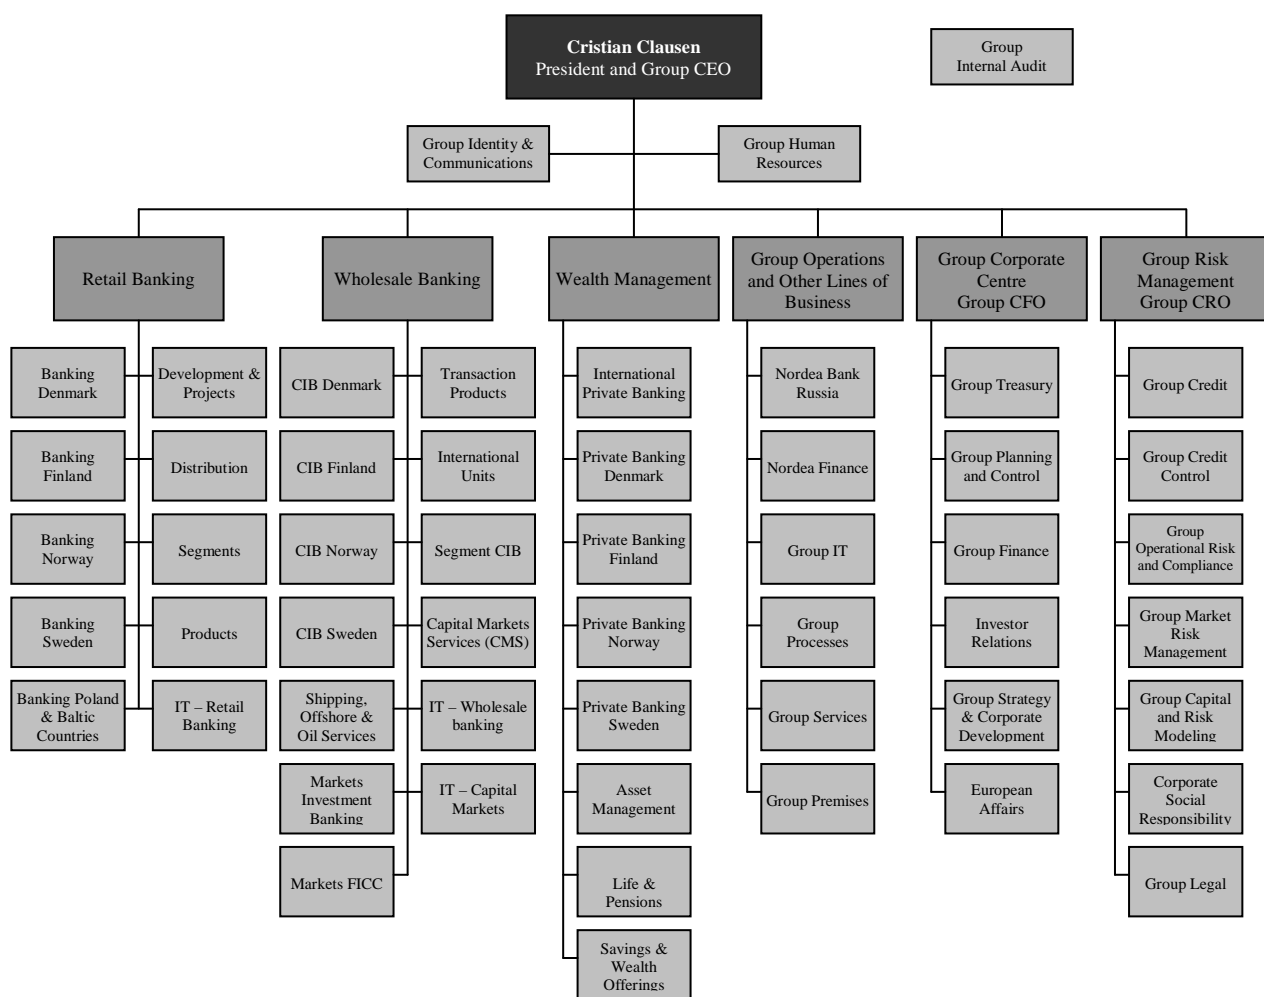 Cristian Clausen
President and Group CEO
Group
Internal Audit
Group Identity &
Communications
Group Human
Resources
Retail Banking
Wholesale Banking
Wealth Management
Group Operations
and Other Lines of
Business
Group Corporate
Centre
Group CFO
Group Risk
Management
Group CRO
Banking
Denmark
Development &
Projects
Banking
Finland
Distribution
Banking
Norway
Segments
Banking
Sweden
Products
Banking Poland
& Baltic
Countries
IT – Retail
Banking
CIB Denmark
Transaction
Products
CIB Finland
International
Units
CIB Norway
Segment CIB
CIB Sweden
Capital Markets
Services (CMS)
Shipping,
Offshore &
Oil Services
IT – Wholesale
banking
Markets
Investment
Banking
IT – Capital
Markets
Markets FICC
International
Private Banking
Private Banking
Denmark
Private Banking
Finland
Private Banking
Norway
Private Banking
Sweden
Asset
Management
Life &
Pensions
Savings &
Wealth
Offerings
Nordea Bank
Russia
Nordea Finance
Group IT
Group
Processes
Group Services
Group Premises
Group Treasury
Group Planning
and Control
Group Finance
Investor
Relations
Group Strategy
& Corporate
Development
European
Affairs
Group Credit
Group Credit
Control
Group
Operational Risk
and Compliance
Group Market
Risk
Management
Group Capital
and Risk
Modeling
Corporate
Social
Responsibility
Group Legal